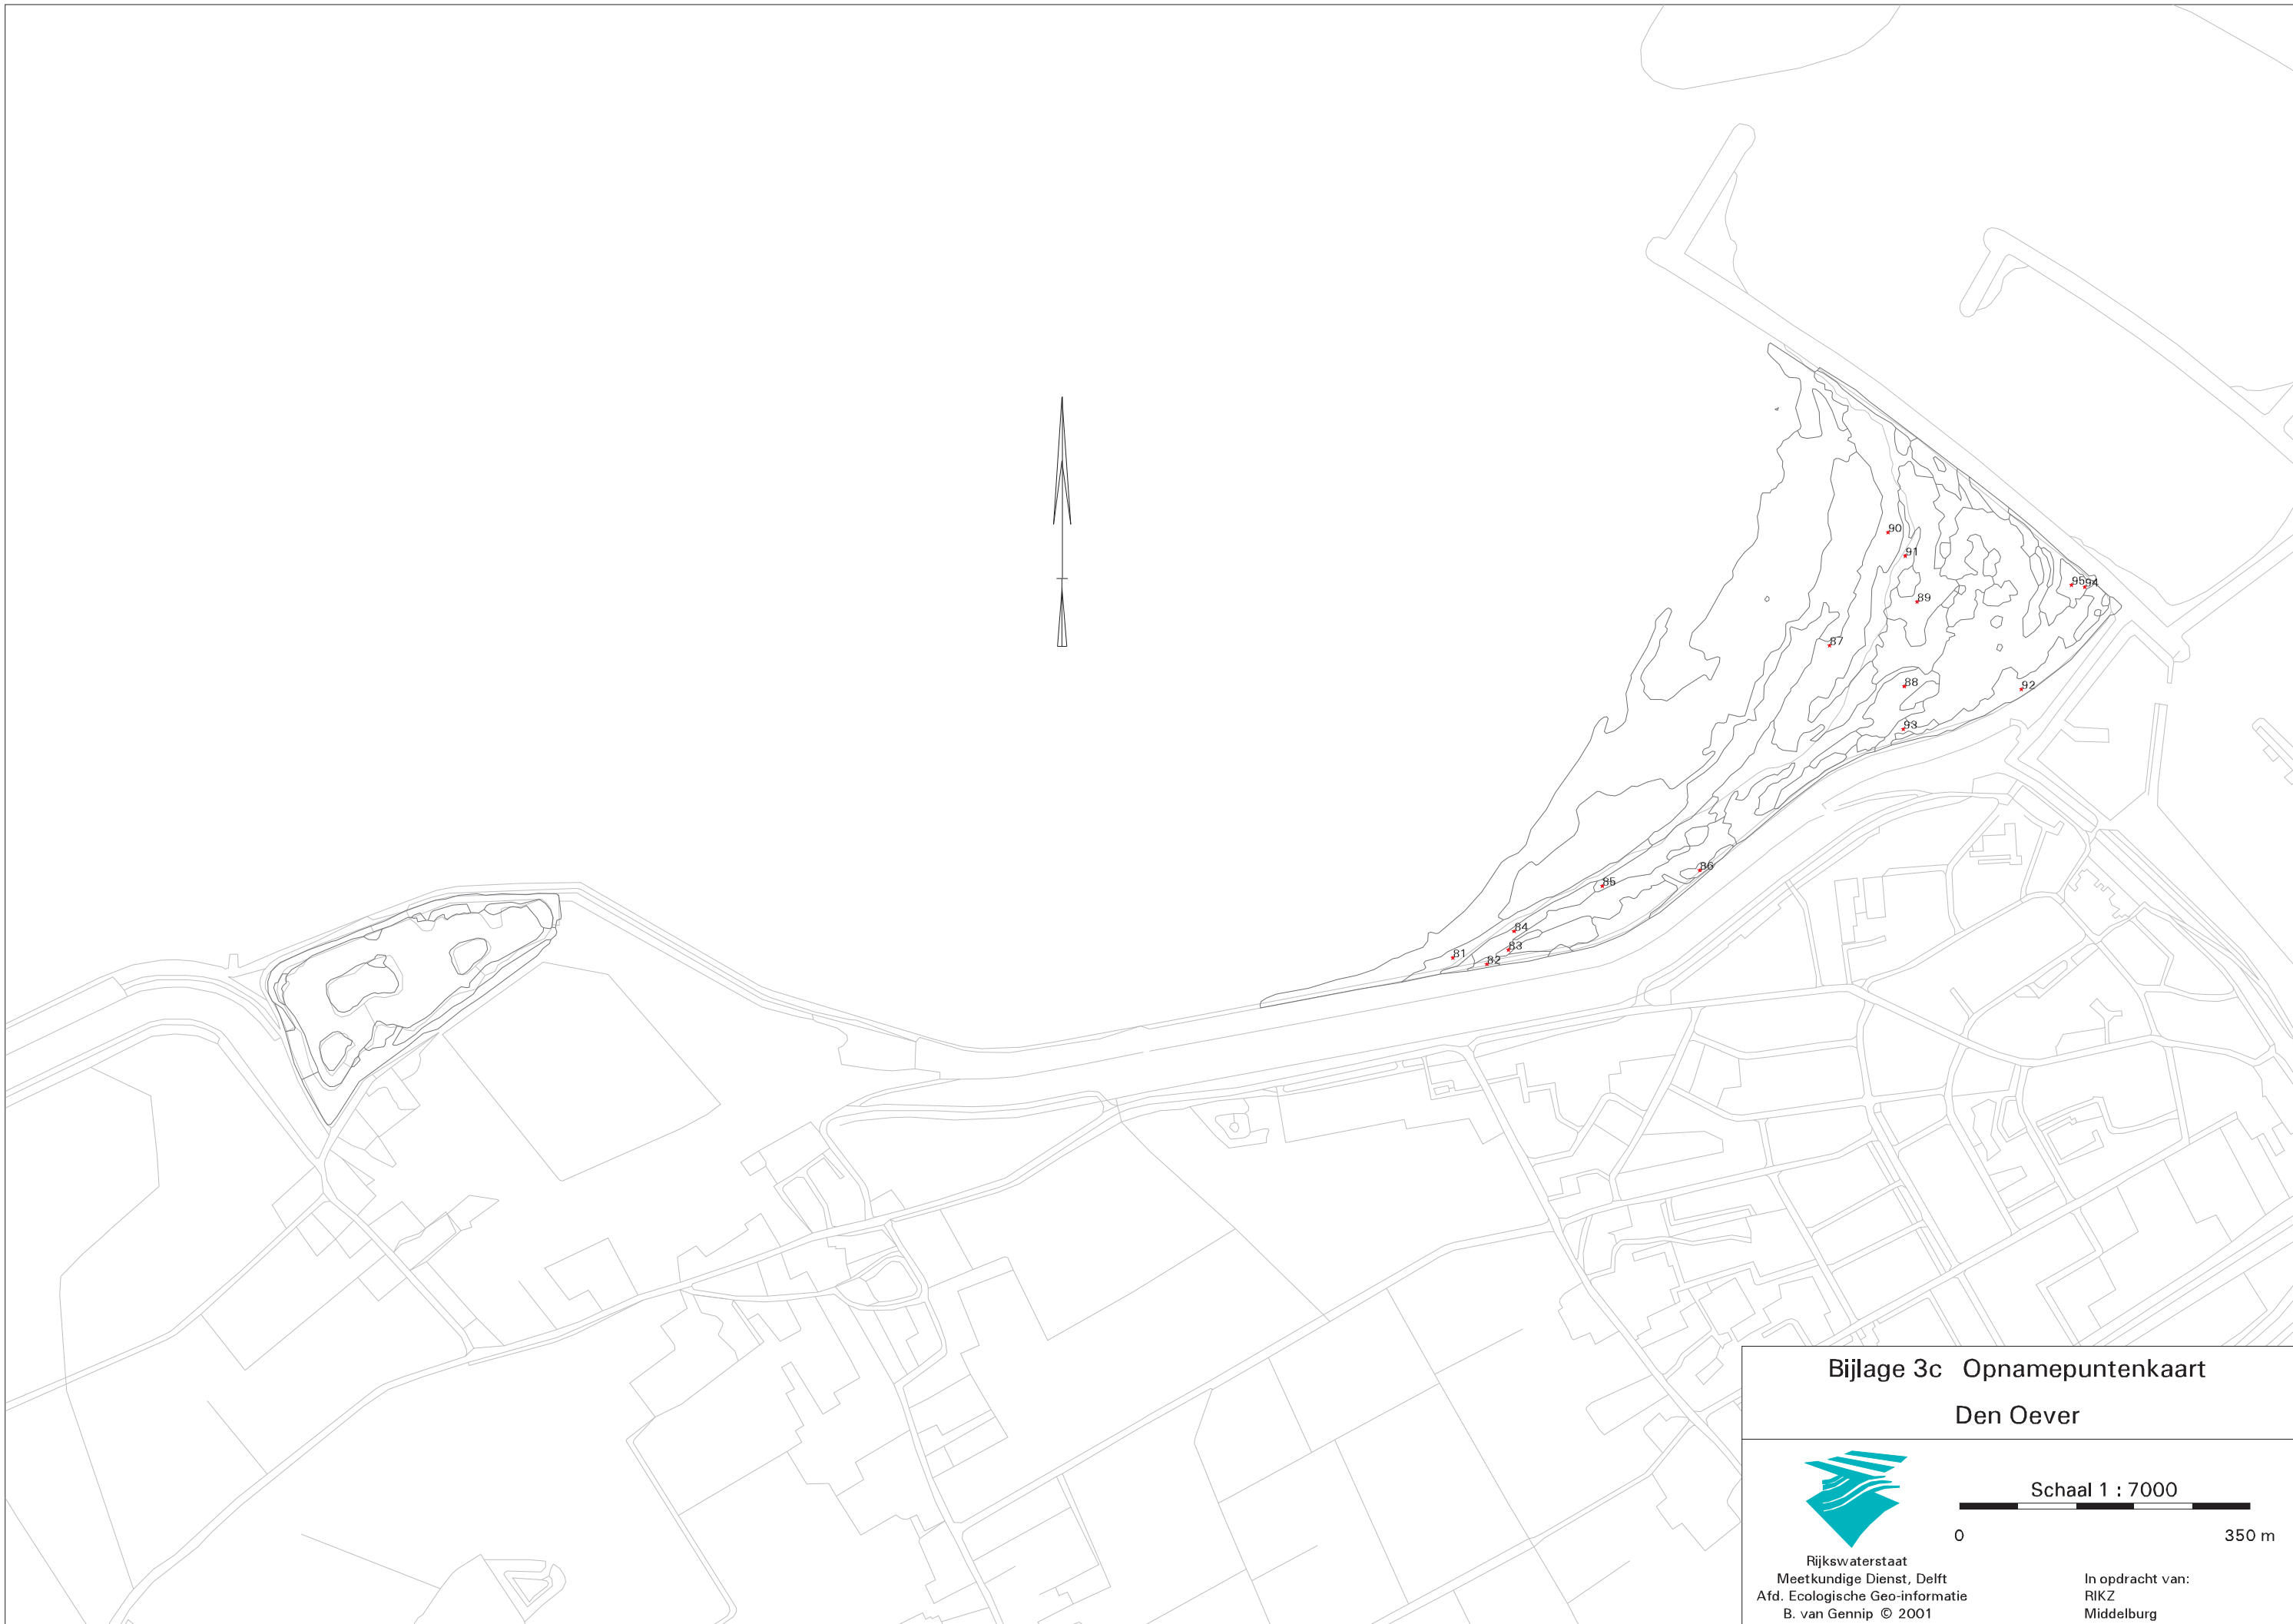 90
91
95
94
89
87
88
92
93
86
85
84
83
81
82
Bijlage 3c Opnamepuntenkaart
Den Oever
Schaal 1 : 7000
0
350 m
Rijkswaterstaat
Meetkundige Dienst, Delft
Afd. Ecologische Geo-informatie
B. van Gennip © 2001
In opdracht van:
RIKZ
Middelburg